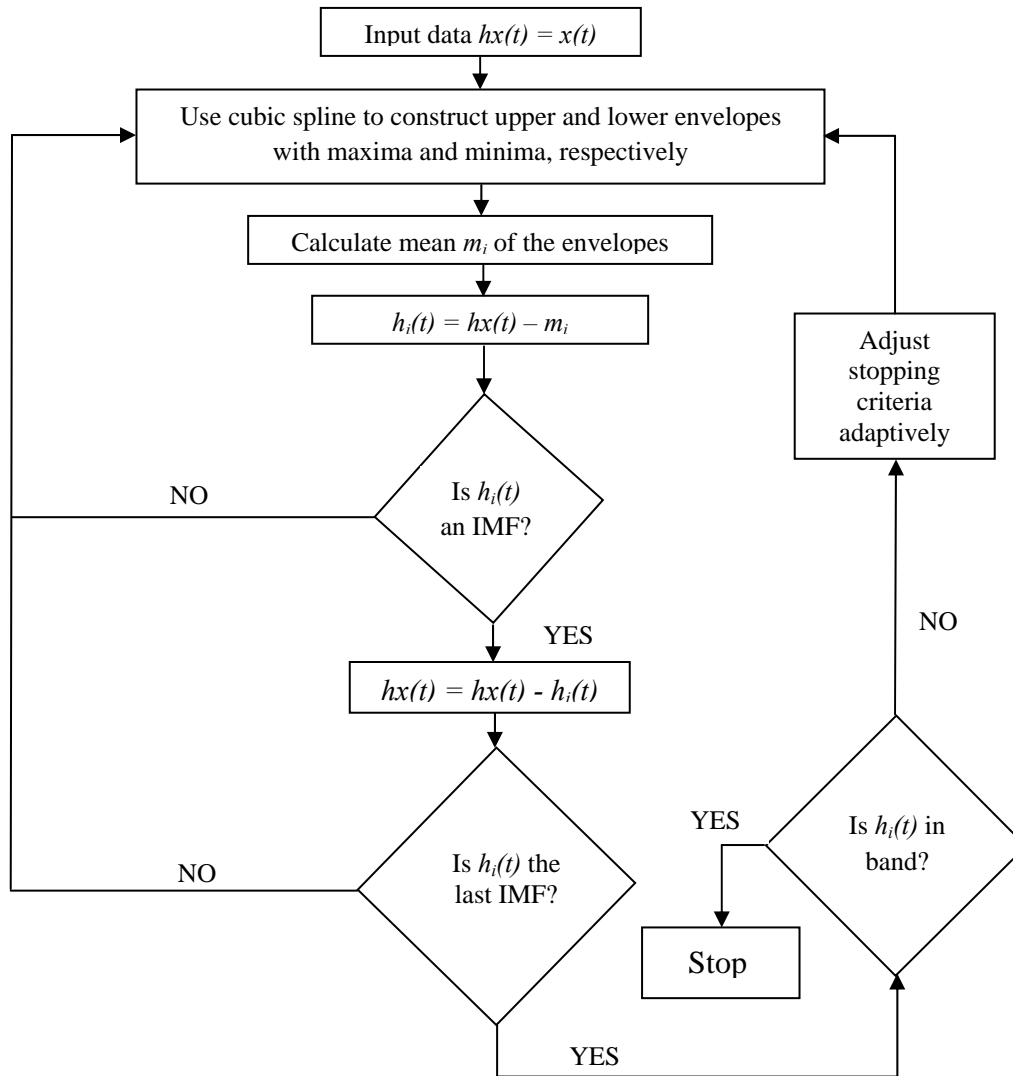 Input data hx(t) = x(t)
Use cubic spline to construct upper and lower envelopes
with maxima and minima, respectively
Calculate mean mi of the envelopes
hi(t) = hx(t) – mi
Adjust
stopping
criteria
adaptively
NO
Is hi(t)
an IMF?
YES
NO
hx(t) = hx(t) - hi(t)
YES
Is hi(t) in
band?
NO
Is hi(t) the
last IMF?
Stop
YES